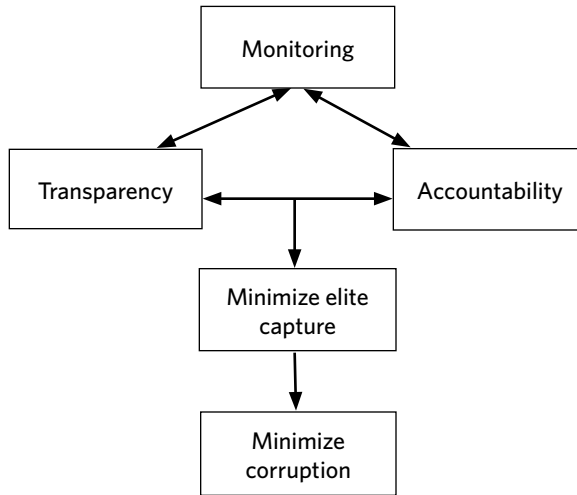 Monitoring
Transparency
Accountability
Minimize elite
capture
Minimize
corruption